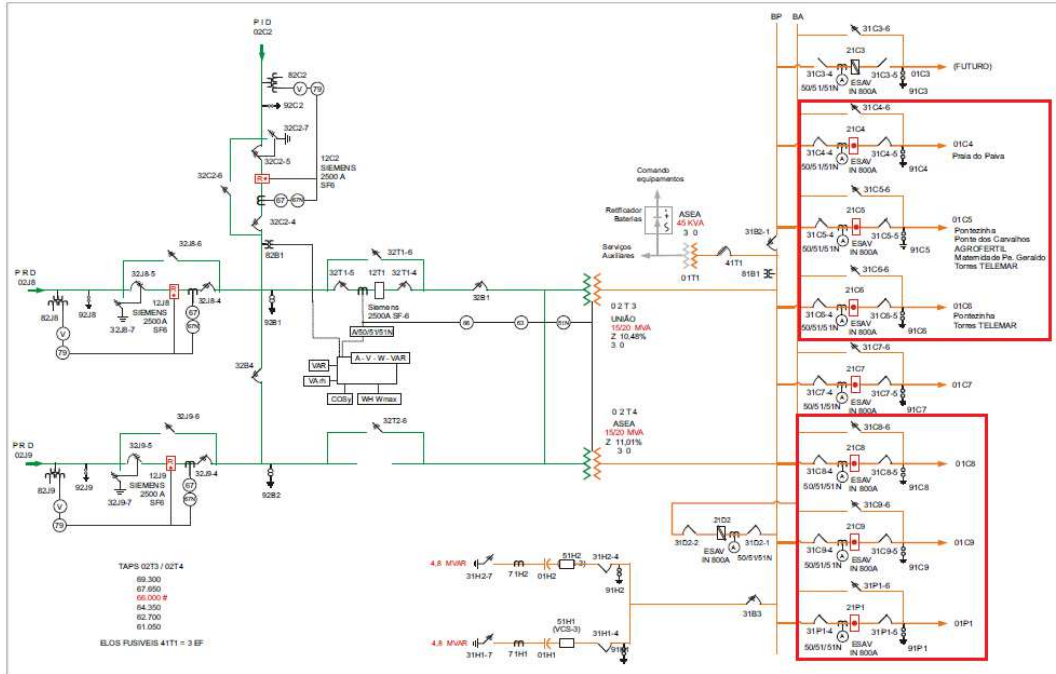 PID
02C2
82C2
V
79
92C2
32C2-7
32C2-5
12C2
SIEMENS
2500 A
SF6
32C2-6
67
67N
32C2-4
82B1
PRD
02J8
32J8-6
32J8-5
12J8
SIEMENS
2500 A
SF6
32J8-4
32J8-7
67
67N
82J8
92J8
V
79
92B1
32B4
32T1-6
32T1-5
12T1
32T1-4
Siemens
2500A SF-6
32B1
A/50/51/51N
A - V - W - VAR
VAR
VArh
COSy
WH Wmax
66
63
51N
PRD
02J9
32J9-6
32J9-5
12J9
SIEMENS
2500 A
SF6
32J9-4
32J9-7
67
67N
82J9
92J9
V
79
92B2
32T2-6
02T3
UNIÃO
15/20 MVA
Z 10,48%
3 0
02T4
ASEA
15/20 MVA
Z 11,01%
3 0
Comando
equipamentos
Retificador
Baterias
Serviços
Auxiliares
ASEA
45 KVA
3 0
01T1
41T1
31B2-1
81B1
BP
BA
31C3-6
21C3
31C3-4
31C3-5
50/51/51N
A
ESAV
IN 800A
91C3
01C3
(FUTURO)
31C4-6
21C4
31C4-4
31C4-5
50/51/51N
A
ESAV
IN 800A
91C4
01C4
Praia do Paiva
31C5-6
21C5
31C5-4
31C5-5
50/51/51N
A
ESAV
IN 800A
91C5
01C5
Pontezinha
Ponte dos Carvalhos
AGROFERTIL
Maternidade Pe. Geraldo
Torres TELEMAR
31C6-6
21C6
31C6-4
31C6-5
50/51/51N
A
ESAV
IN 800A
91C6
01C6
Pontezinha
Torres TELEMAR
31C7-6
21C7
31C7-4
31C7-5
50/51/51N
A
ESAV
IN 800A
91C7
01C7
31C8-6
21C8
31C8-4
31C8-5
50/51/51N
A
ESAV
IN 800A
91C8
01C8
31C9-6
21C9
31C9-4
31C9-5
50/51/51N
A
ESAV
IN 800A
91C9
01C9
31P1-6
21P1
31P1-4
31P1-5
50/51/51N
A
ESAV
IN 800A
91P1
01P1
21D2
31D2-2
31D2-1
ESAV
IN 800A
A
50/51/51N
31B3
4,8 MVAR
31H2-7
71H2
01H2
51H2
31H2-4
91H2
4,8 MVAR
31H1-7
71H1
01H1
51H1
(VCS-3)
31H1-4
TAPS 02T3 / 02T4
69.300
67.650
66.000 #
64.350
62.700
61.050
ELOS FUSIVEIS 41T1 = 3 EF